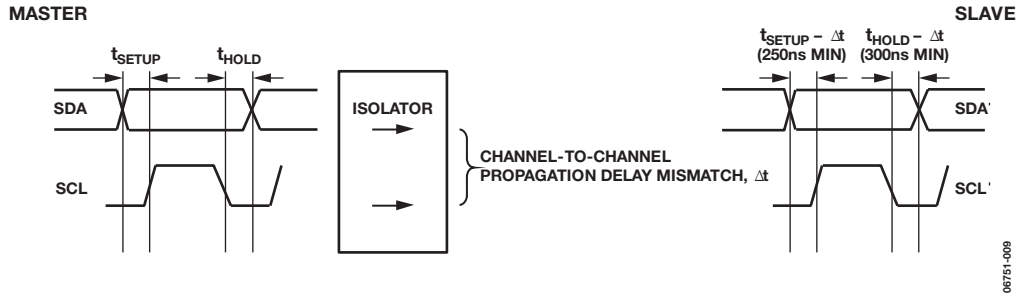 MASTER
SLAVE
tSETUP
tHOLD
tSETUP – Δt
(250ns MIN)
tHOLD – Δt
(300ns MIN)
SDA
ISOLATOR
SDA'
CHANNEL-TO-CHANNEL
PROPAGATION DELAY MISMATCH, Δt
SCL
SCL'
06751-009